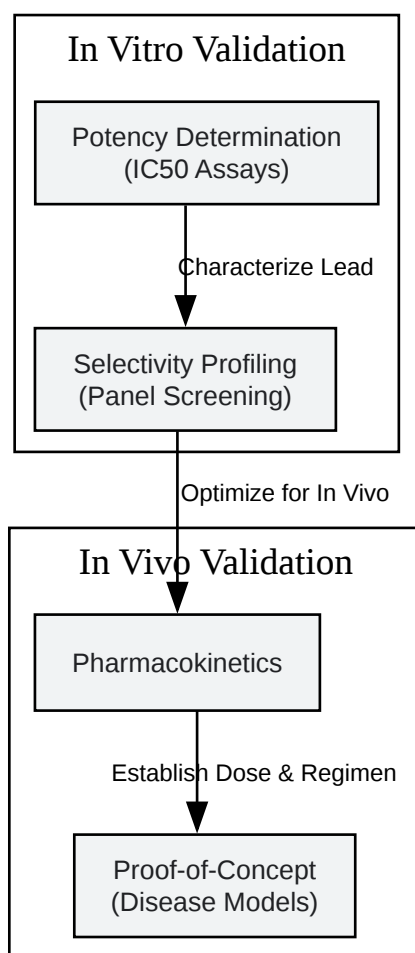 In Vitro Validation
Potency Determination
(IC50 Assays)
Characterize Lead
Selectivity Profiling
(Panel Screening)
Optimize for In Vivo
In Vivo Validation
Pharmacokinetics
Establish Dose & Regimen
Proof-of-Concept
(Disease Models)